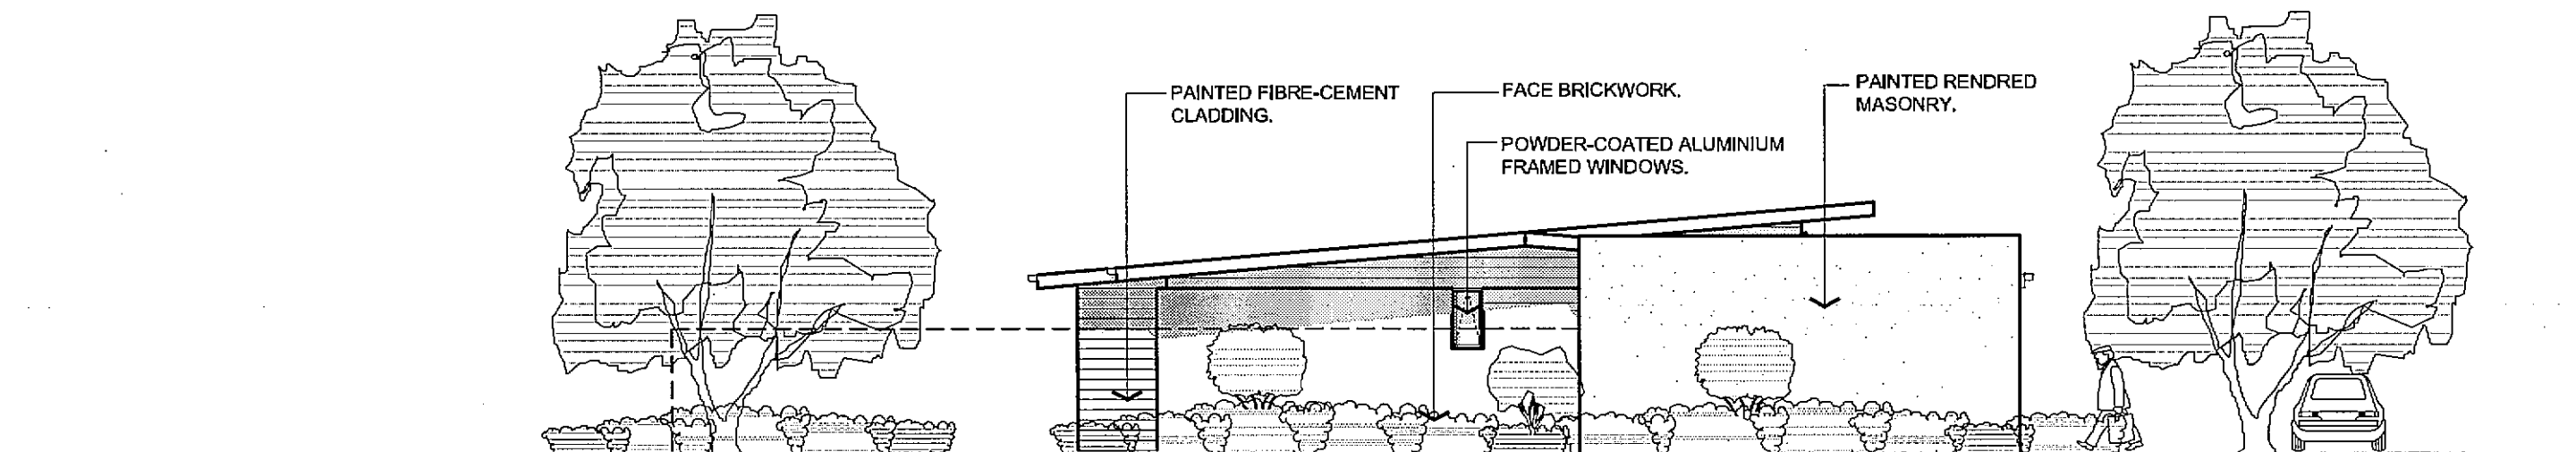 PAINTED FIBRE-CEMENT
CLADDING.
FACE BRICKWORK.
POWDER-COATED ALUMINIUM
FRAMED WINDOWS.
PAINTED RENDRED
MASONRY.